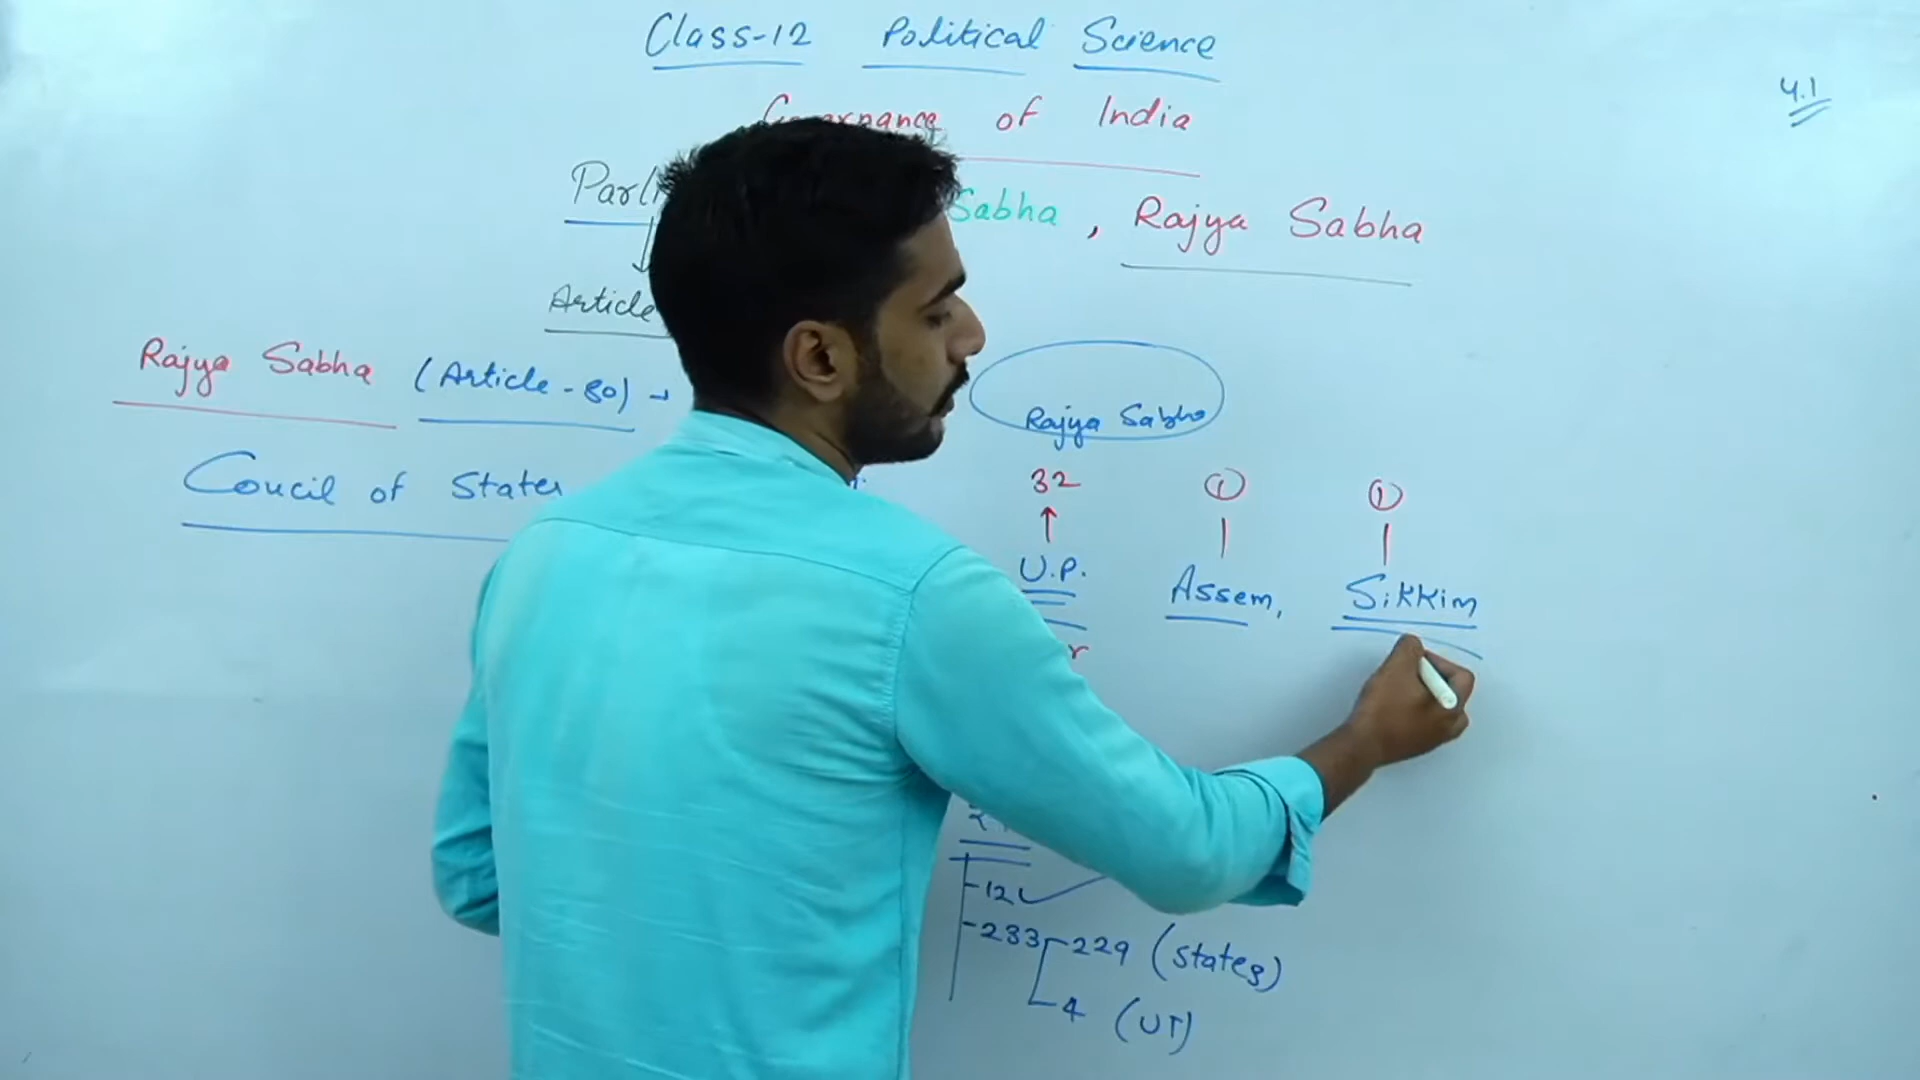 Class-12 Political Science
4.1
of India
Sabha, Rajya Sabha
Article
Rajya Sabha (Article-80) →
Rajya Sabha
Coucil of States
32 1 1
U.P. Assem, Sikkim
-12
-233 -229 (States)
-4 (UT)